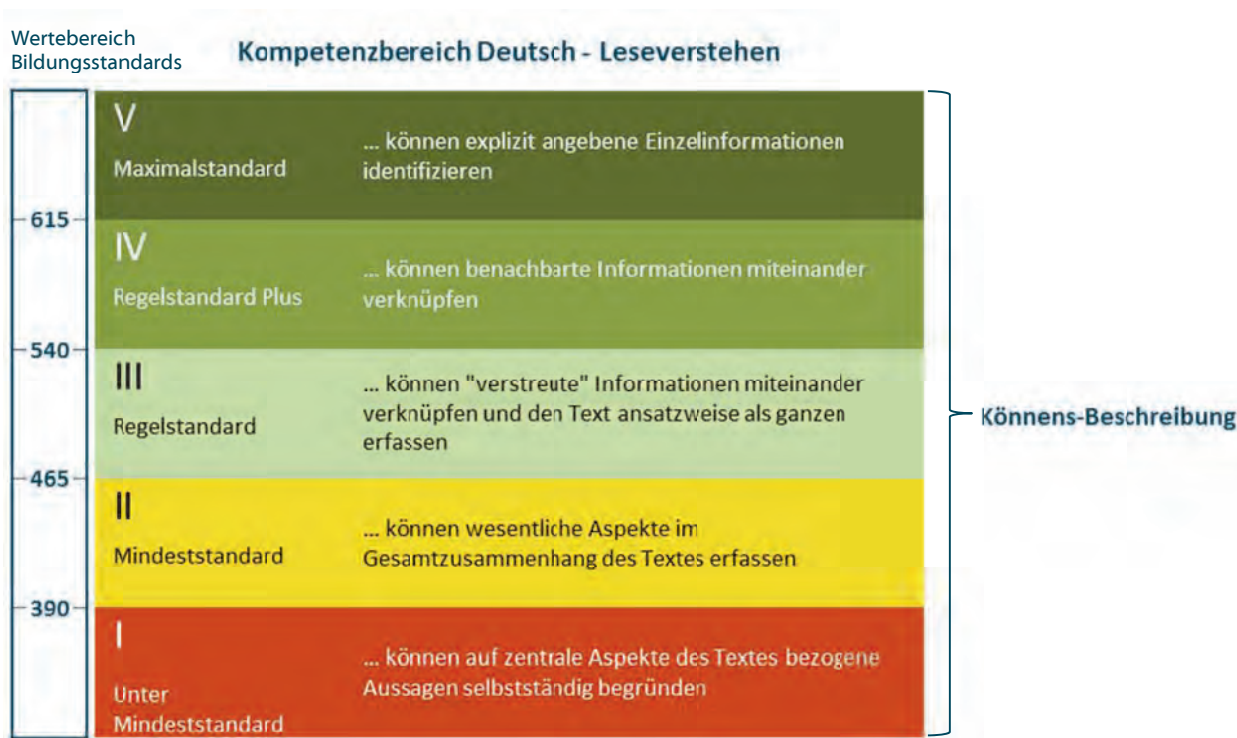 Wertebereich
Bildungsstandards
Kompetenzbereich Deutsch - Leseverstehen
V
Maximalstandard
... können explizit angebene Einzelinformationen
identifizieren
615
IV
Regelstandard Plus
... können benachbarte Informationen miteinander
verknüpfen
540
III
Regelstandard
... können "verstreute" Informationen miteinander
verknüpfen und den Text ansatzweise als ganzen
erfassen
Könnens-Beschreibung
465
II
Mindeststandard
... können wesentliche Aspekte im
Gesamtzusammenhang des Textes erfassen
390
I
Unter
Mindeststandard
... können auf zentrale Aspekte des Textes bezogene
Aussagen selbstständig begründen